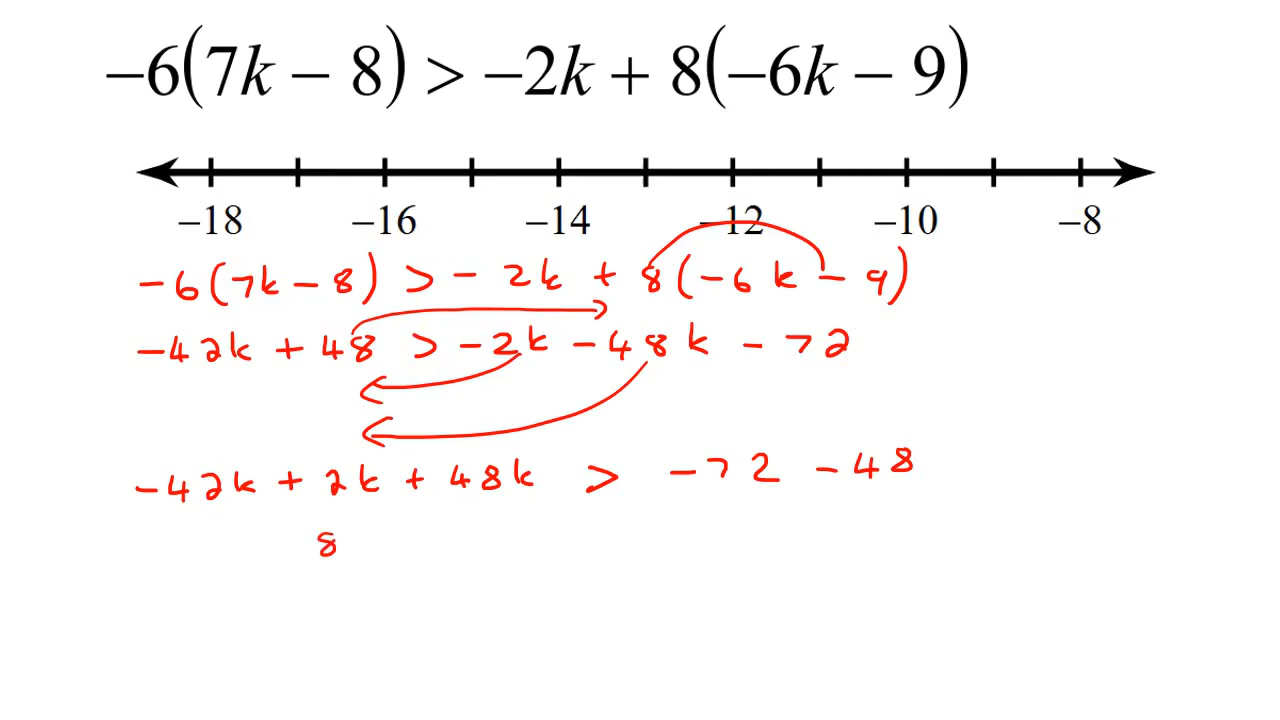 −6(7k − 8) > −2k + 8(−6k − 9)
−18 −16 −14 −12 −10 −8
-6(7k - 8) > - 2k + 8(-6k - 9)
-42k + 48 > -2k - 48k - 72
-42k + 2k + 48k > -72 - 48
8